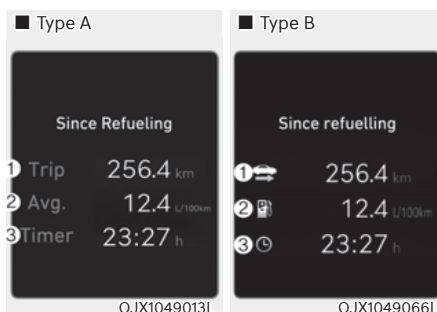 ■ Type A
Since Refueling
1 Trip 256.4 km
2 Avg. 12.4 L/100km
3 Timer 23:27 h
OJX1049013L
■ Type B
Since refuelling
1 256.4 km
2 12.4 L/100km
3 23:27 h
OJX1049066L